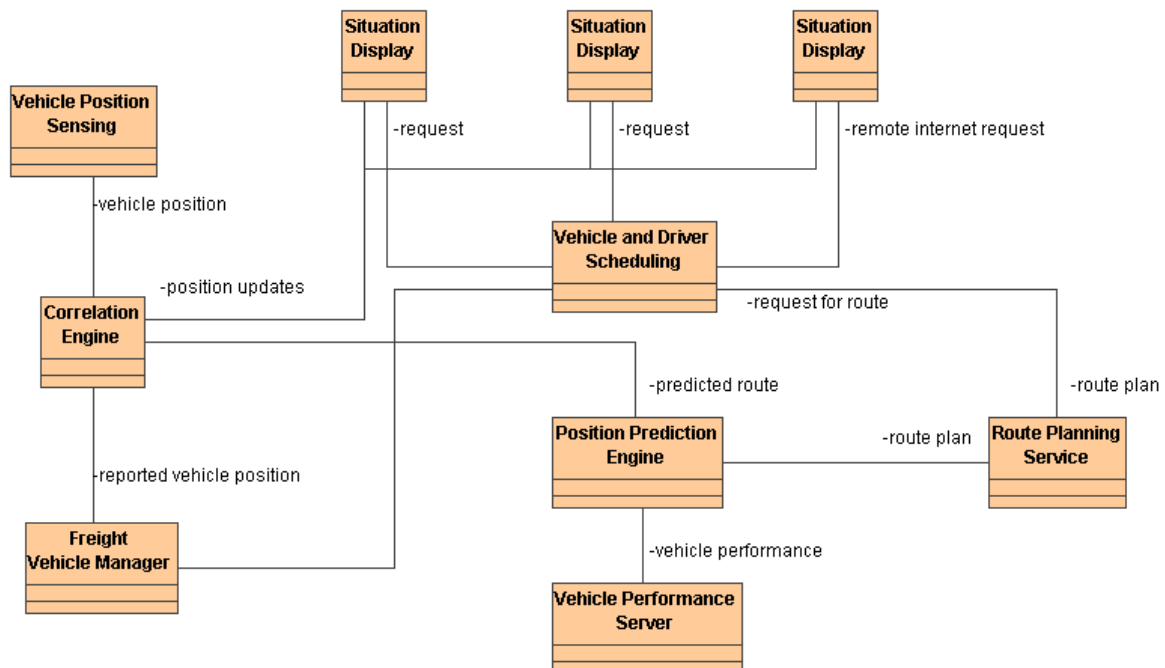 Situation
Display
Situation
Display
Situation
Display
Vehicle Position
Sensing
-request
-request
-remote internet request
-vehicle position
Vehicle and Driver
Scheduling
-position updates
-request for route
Correlation
Engine
-predicted route
-route plan
Position Prediction
Engine
-route plan
Route Planning
Service
-reported vehicle position
Freight
Vehicle Manager
-vehicle performance
Vehicle Performance
Server